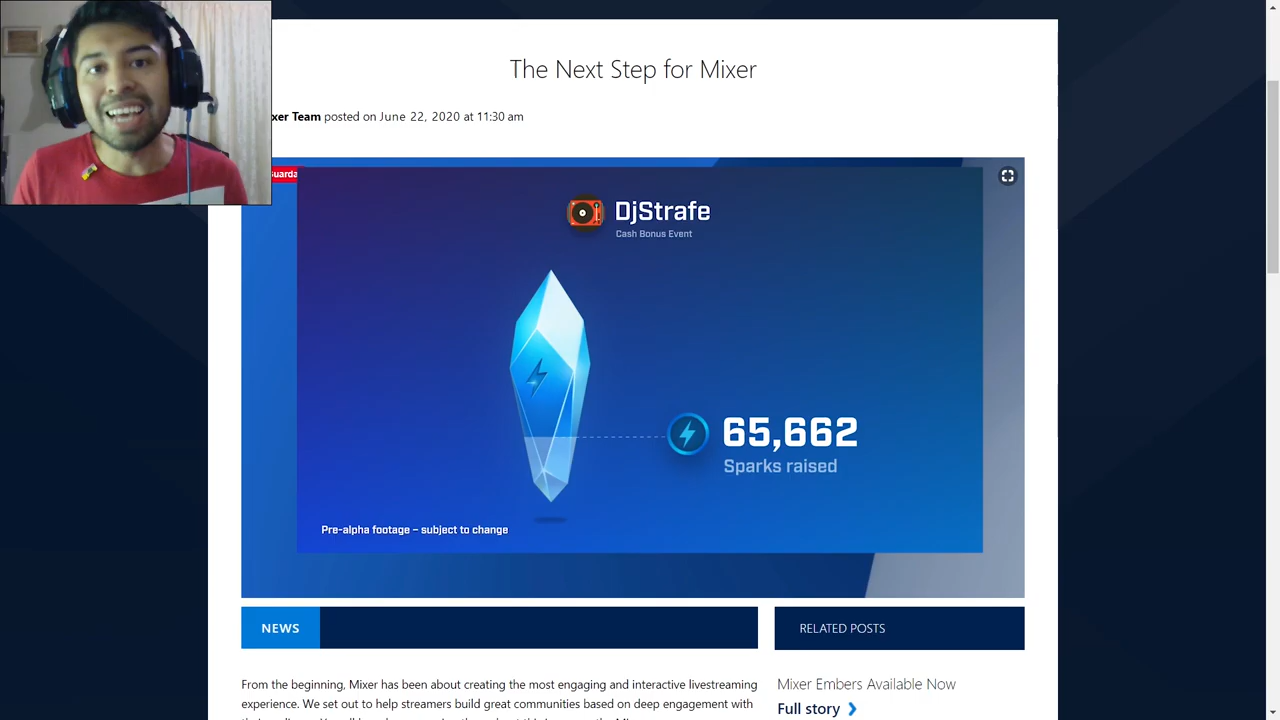 The Next Step for Mixer
xer Team posted on June 22, 2020 at 11:30 am
uarda
DjStrafe
Cash Bonus Event
65,662
Sparks raised
Pre-alpha footage – subject to change
NEWS
RELATED POSTS
From the beginning, Mixer has been about creating the most engaging and interactive livestreaming
experience. We set out to help streamers build great communities based on deep engagement with
Mixer Embers Available Now
Full story